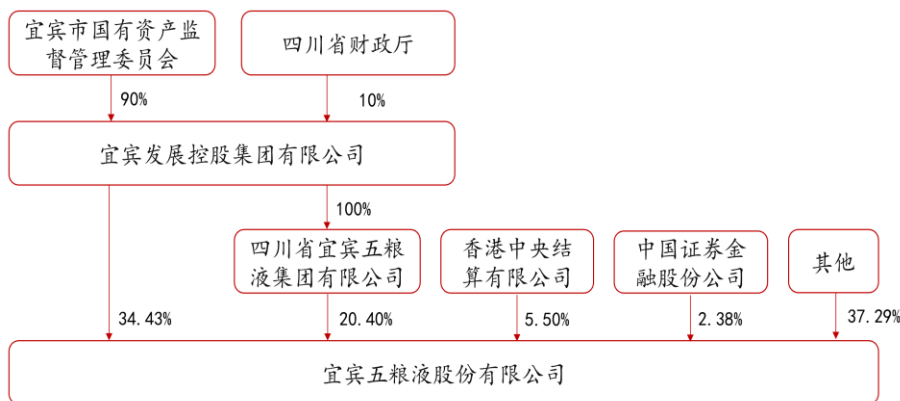 宜宾市国有资产监
督管理委员会
四川省财政厅
90%
10%
宜宾发展控股集团有限公司
100%
四川省宜宾五粮
液集团有限公司
香港中央结
算有限公司
中国证券金
融股份公司
其他
34.43%
20.40%
5.50%
2.38%
37.29%
宜宾五粮液股份有限公司